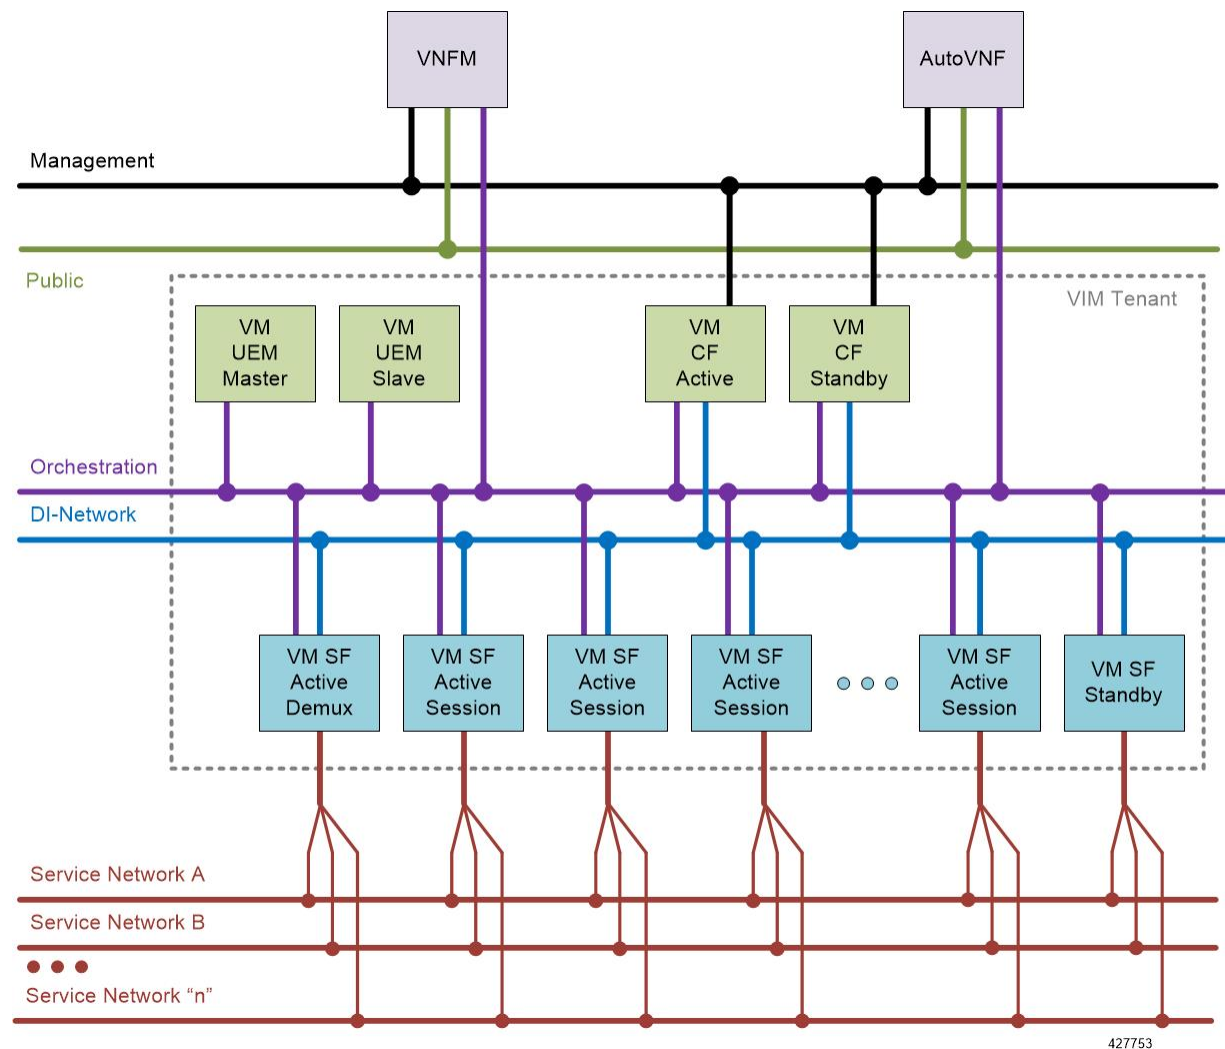 VNFM
AutoVNF
Management
Public
VIM Tenant
VM
UEM
Master
VM
UEM
Slave
VM
CF
Active
VM
CF
Standby
Orchestration
DI-Network
VM SF
Active
Demux
VM SF
Active
Session
VM SF
Active
Session
VM SF
Active
Session
VM SF
Active
Session
VM SF
Standby
Service Network A
Service Network B
Service Network “n”
427753